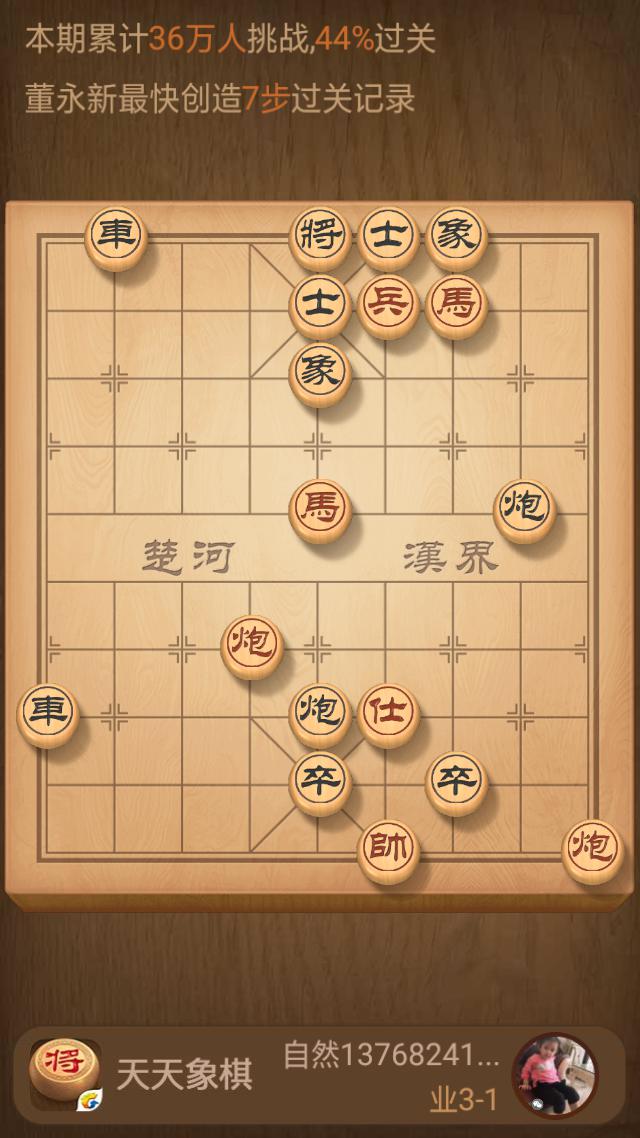 本期累计36万人挑战,44%过关
董永新最快创造7步过关记录
車 将 士 象
士 兵 馬
象
馬 炮
楚河 漢界
炮
車 炮 仕
卒 卒
帥 炮
将 天天象棋 自然13768241...
业3-1